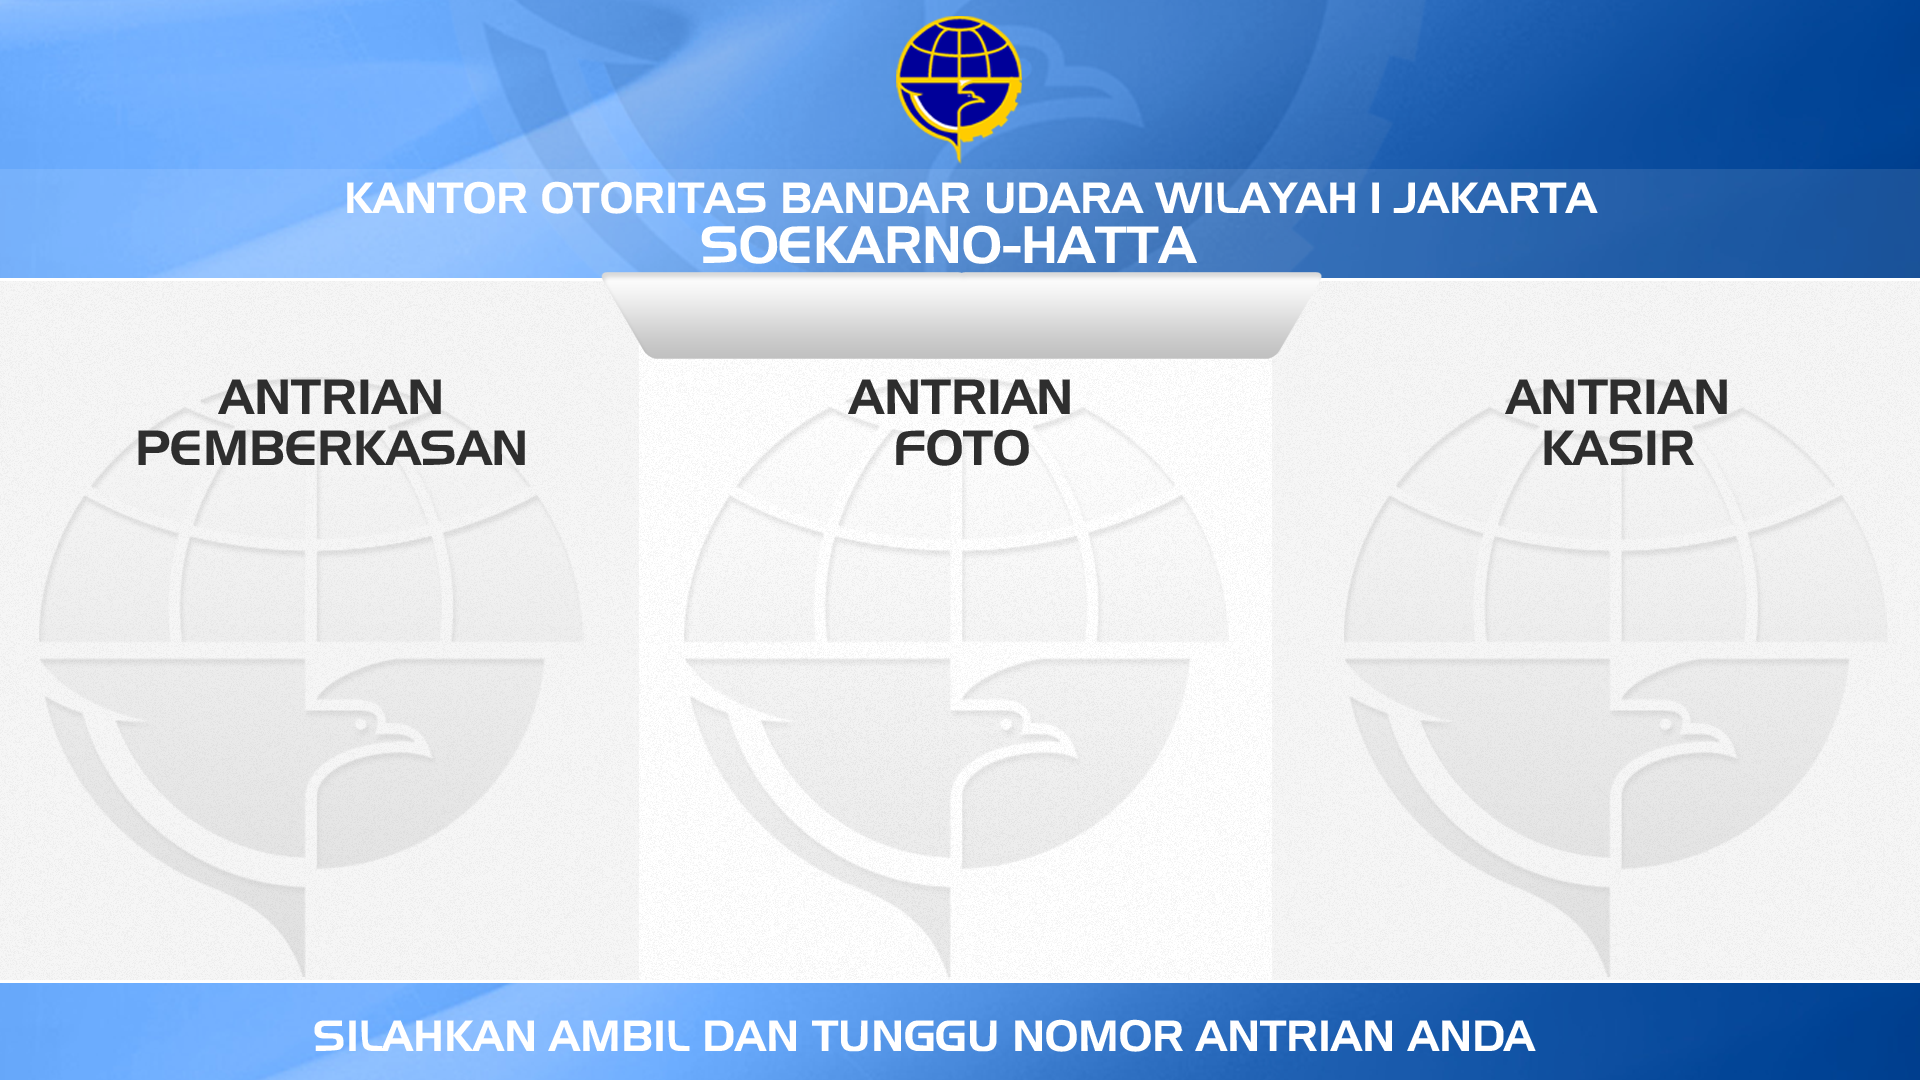 KANTOR OTORITAS BANDAR UDARA WILAYAH I JAKARTA
SOEKARNO-HATTA
ANTRIAN
PEMBERKASAN
ANTRIAN
FOTO
ANTRIAN
KASIR
SILAHKAN AMBIL DAN TUNGGU NOMOR ANTRIAN ANDA